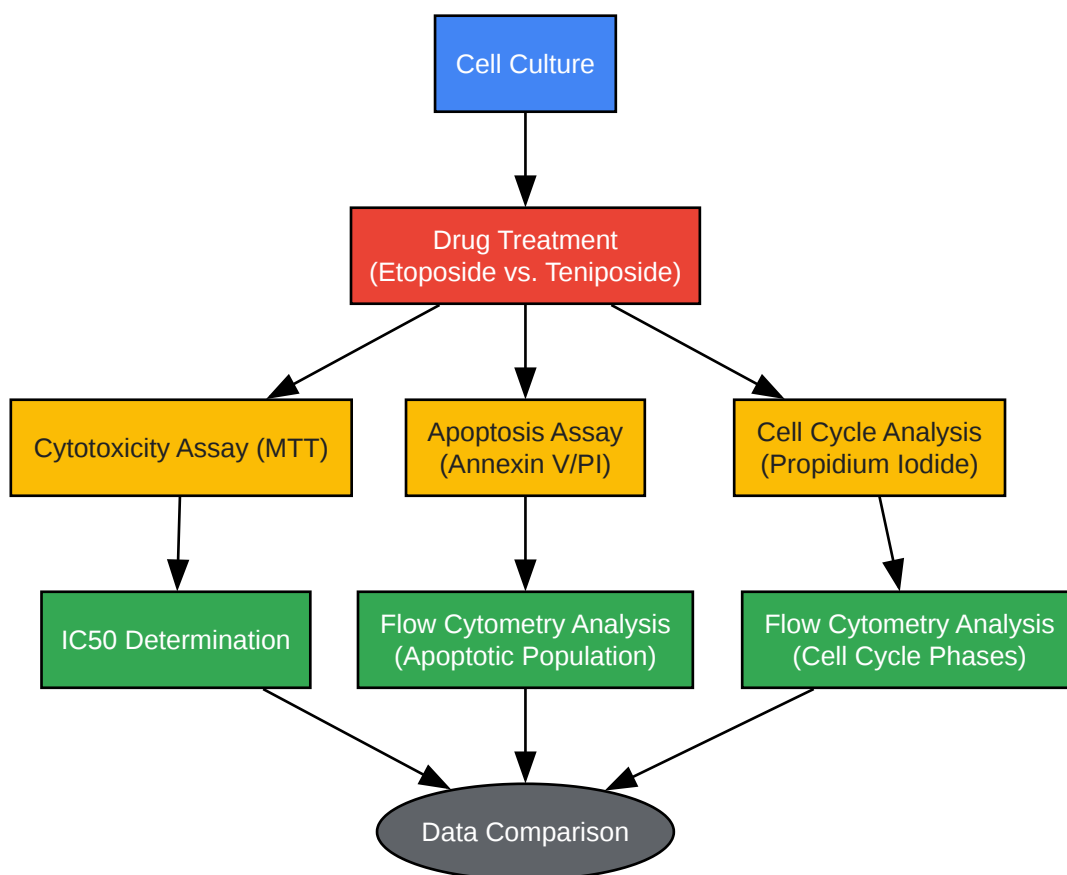 Cell Culture
Drug Treatment
(Etoposide vs. Teniposide)
Cytotoxicity Assay (MTT)
Apoptosis Assay
(Annexin V/PI)
Cell Cycle Analysis
(Propidium Iodide)
IC50 Determination
Flow Cytometry Analysis
(Apoptotic Population)
Flow Cytometry Analysis
(Cell Cycle Phases)
Data Comparison